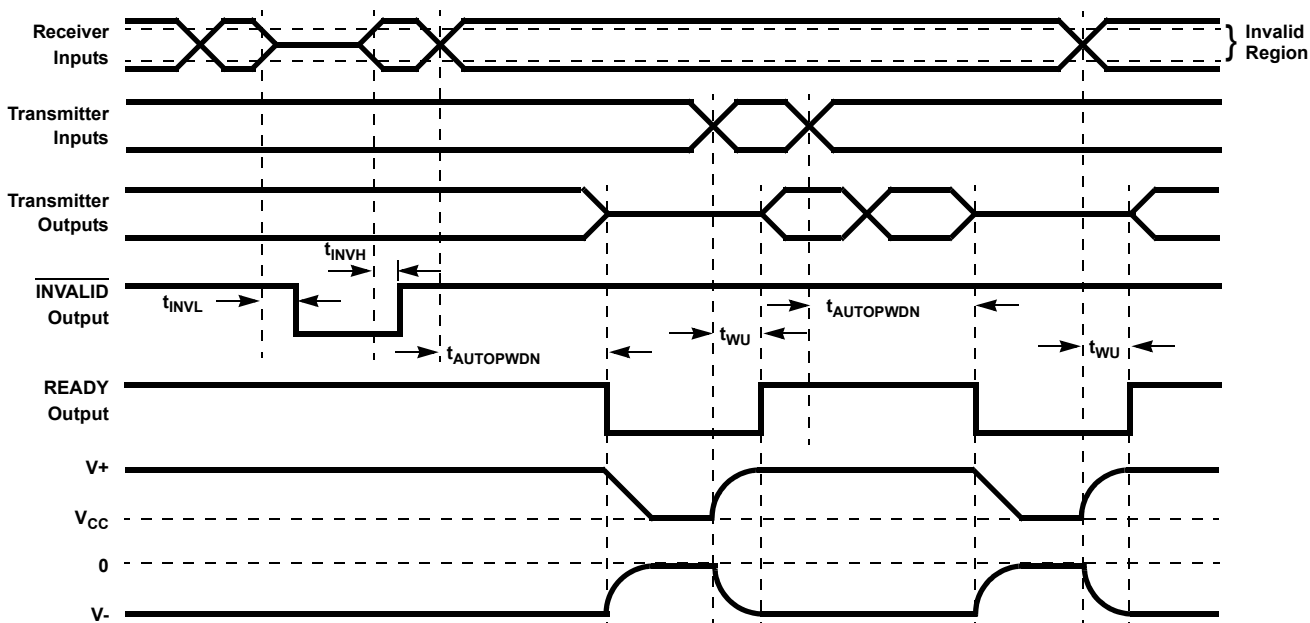 Receiver
Inputs
} Invalid
Region
Transmitter
Inputs
Transmitter
Outputs
tINVH
INVALID
Output
tINVL
tAUTOPWDN
tWU
tAUTOPWDN
tWU
READY
Output
V+
VCC
0
V-